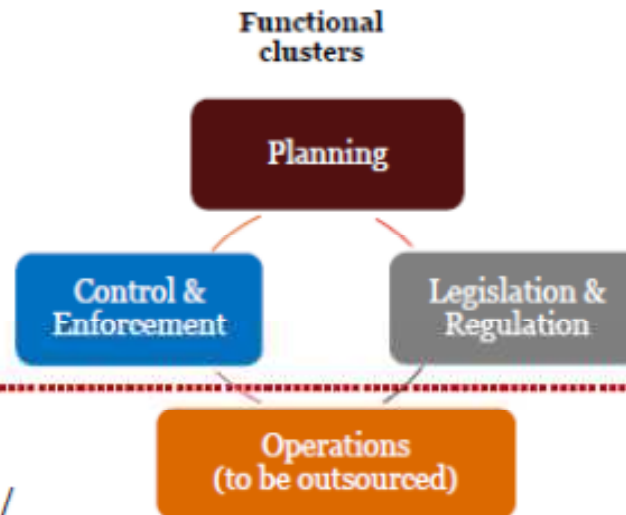 Functional
clusters
Planning
Control &
Enforcement
Legislation &
Regulation
Operations
(to be outsourced)
/